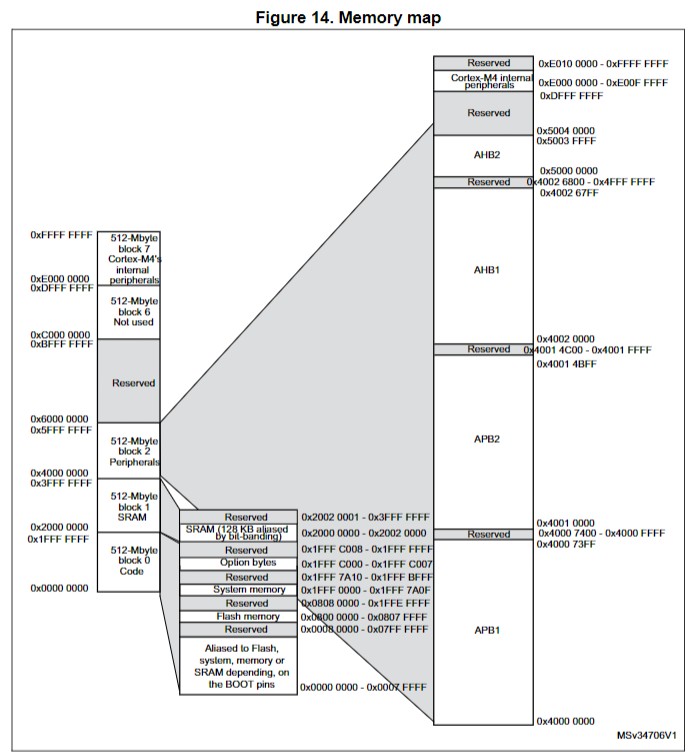 Figure 14. Memory map
Reserved
0xE010 0000 - 0xFFFF FFFF
Cortex-M4 internal
peripherals
0xE000 0000 - 0xE00F FFFF
0xDFFF FFFF
Reserved
0x5004 0000
0x5003 FFFF
AHB2
0x5000 0000
Reserved
0x4002 6800 - 0x4FFF FFFF
0x4002 67FF
AHB1
0x4002 0000
Reserved
0x4001 4C00 - 0x4001 FFFF
0x4001 4BFF
APB2
0x4001 0000
Reserved
0x4000 7400 - 0x4000 FFFF
0x4000 73FF
APB1
0x4000 0000
0xFFFF FFFF
512-Mbyte
block 7
Cortex-M4's
internal
peripherals
0xE000 0000
0xDFFF FFFF
512-Mbyte
block 6
Not used
0xC000 0000
0xBFFF FFFF
Reserved
0x6000 0000
0x5FFF FFFF
512-Mbyte
block 2
Peripherals
0x4000 0000
0x3FFF FFFF
512-Mbyte
block 1
SRAM
0x2000 0000
0x1FFF FFFF
512-Mbyte
block 0
Code
0x0000 0000
Reserved
0x2002 0001 - 0x3FFF FFFF
SRAM (128 KB aliased
by bit-banding)
0x2000 0000 - 0x2002 0000
Reserved
0x1FFF C008 - 0x1FFF FFFF
Option bytes
0x1FFF C000 - 0x1FFF C007
Reserved
0x1FFF 7A10 - 0x1FFF BFFF
System memory
0x1FFF 0000 - 0x1FFF 7A0F
Reserved
0x0808 0000 - 0x1FFE FFFF
Flash memory
0x0800 0000 - 0x0807 FFFF
Reserved
0x0008 0000 - 0x07FF FFFF
Aliased to Flash,
system, memory or
SRAM depending, on
the BOOT pins
0x0000 0000 - 0x0007 FFFF
MSv34706V1